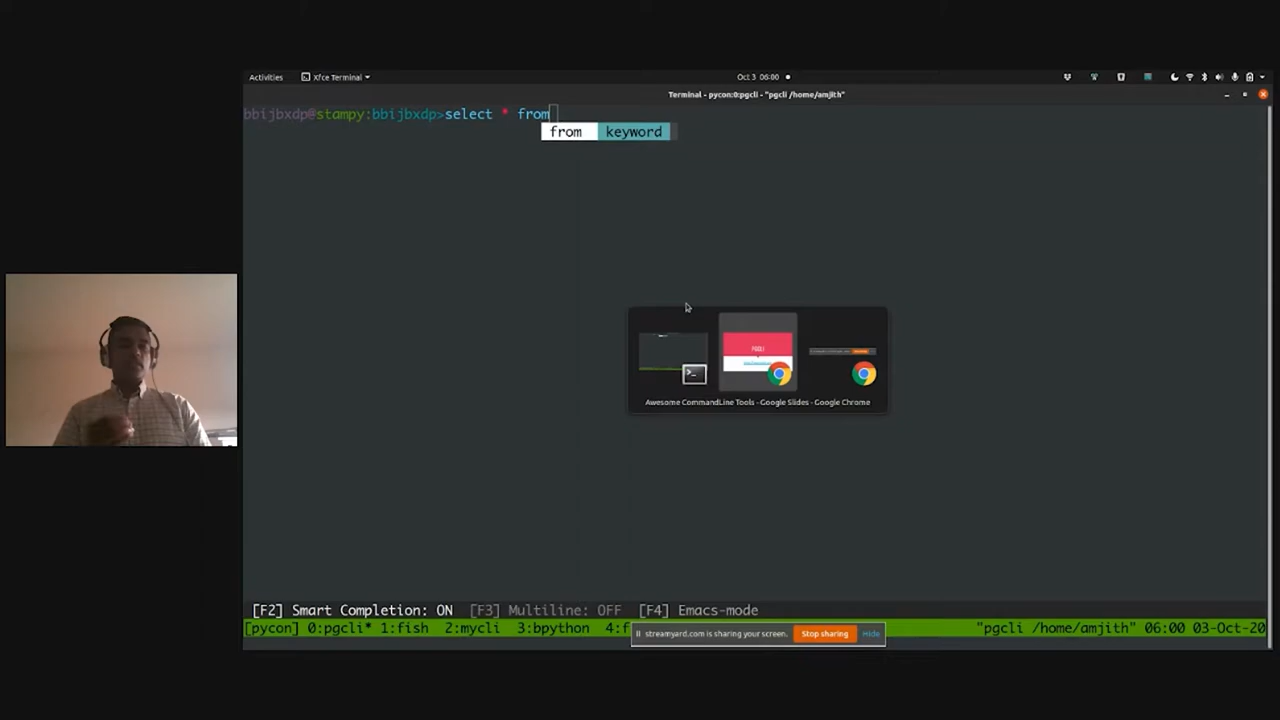 Activities Xfce Terminal Oct 3 06:00
Terminal - pycon:0:pgcli - "pgcli /home/amjith"
bbijbxdp@stampy:bbijbxdp>select * from
from keyword
PGCLI
Awesome CommandLine Tools - Google Slides - Google Chrome
[F2] Smart Completion: ON [F3] Multiline: OFF [F4] Emacs-mode
[pycon] 0:pgcli* 1:fish 2:mycli 3:bpython 4:f "pgcli /home/amjith" 06:00 03-Oct-20
streamyard.com is sharing your screen. Stop sharing Hide